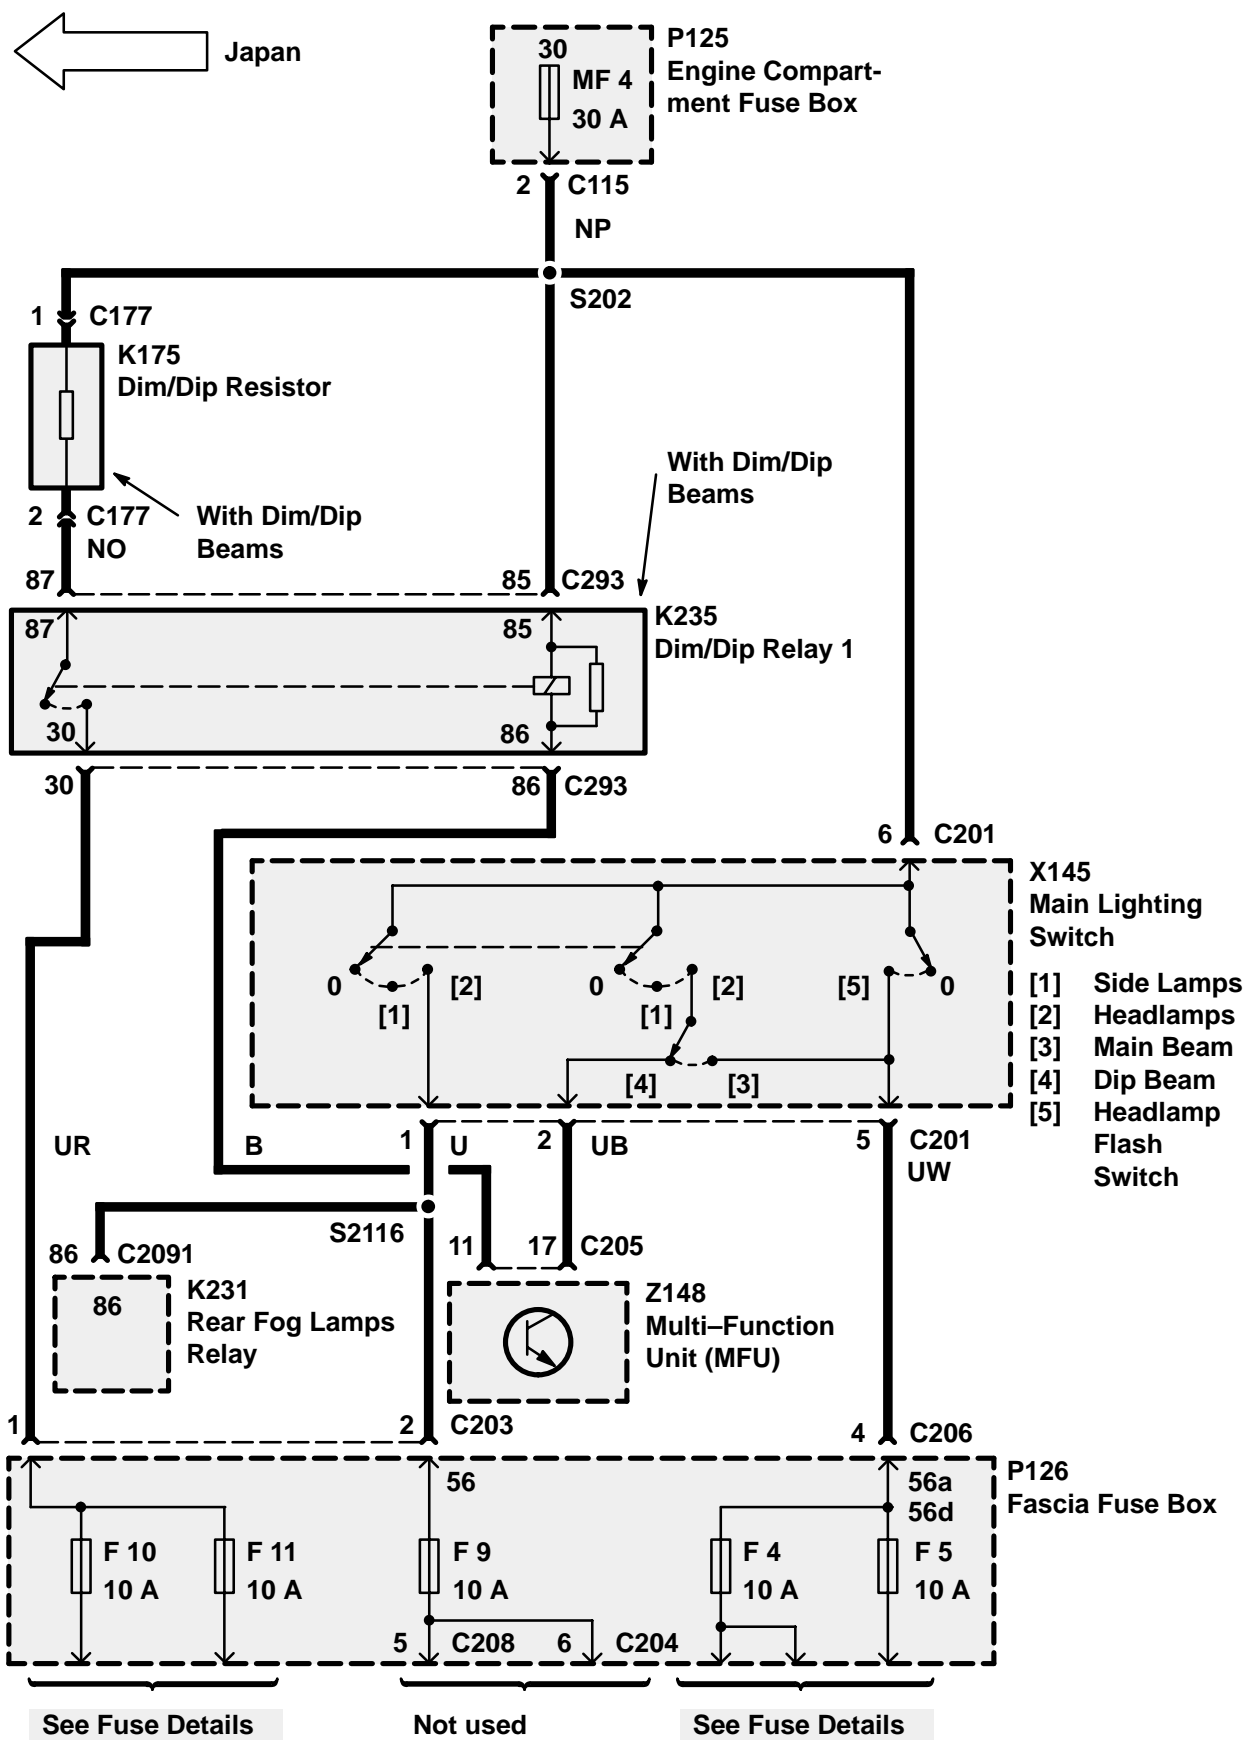 Japan
30
MF 4
30 A
P125
Engine Compart-
ment Fuse Box
2 C115
NP
S202
1 C177
K175
Dim/Dip Resistor
With Dim/Dip
Beams
2 C177
NO
With Dim/Dip
Beams
87
85 C293
87
85
K235
Dim/Dip Relay 1
30
86
30
86 C293
6 C201
X145
Main Lighting
Switch
0
[1]
[2]
0
[1]
[2]
[5]
0
[4]
[3]
[1] Side Lamps
[2] Headlamps
[3] Main Beam
[4] Dip Beam
[5] Headlamp
Flash
Switch
UR
B
1 U
2 UB
5 C201
UW
S2116
86 C2091
86
K231
Rear Fog Lamps
Relay
11
17 C205
Z148
Multi–Function
Unit (MFU)
1
2 C203
4 C206
P126
Fascia Fuse Box
56
56a
56d
F 10
10 A
F 11
10 A
F 9
10 A
F 4
10 A
F 5
10 A
5 C208
6 C204
See Fuse Details
Not used
See Fuse Details